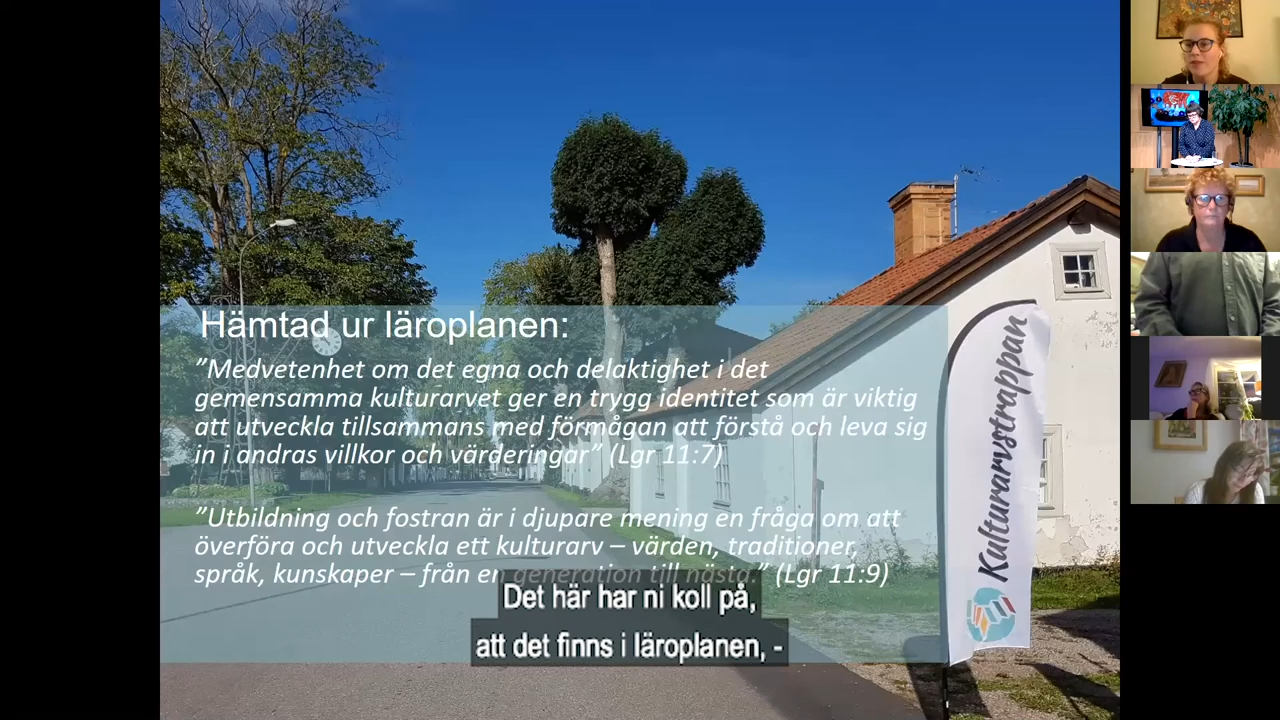 Hämtad ur läroplanen:
”Medvetenhet om det egna och delaktighet i det
gemensamma kulturarvet ger en trygg identitet som är viktig
att utveckla tillsammans med förmågan att förstå och leva sig
in i andras villkor och värderingar” (Lgr 11:7)
”Utbildning och fostran är i djupare mening en fråga om att
överföra och utveckla ett kulturarv – värden, traditioner,
språk, kunskaper – från en generation till nästa.” (Lgr 11:9)
Det här har ni koll på,
att det finns i läroplanen, -
Kulturarvstrappan